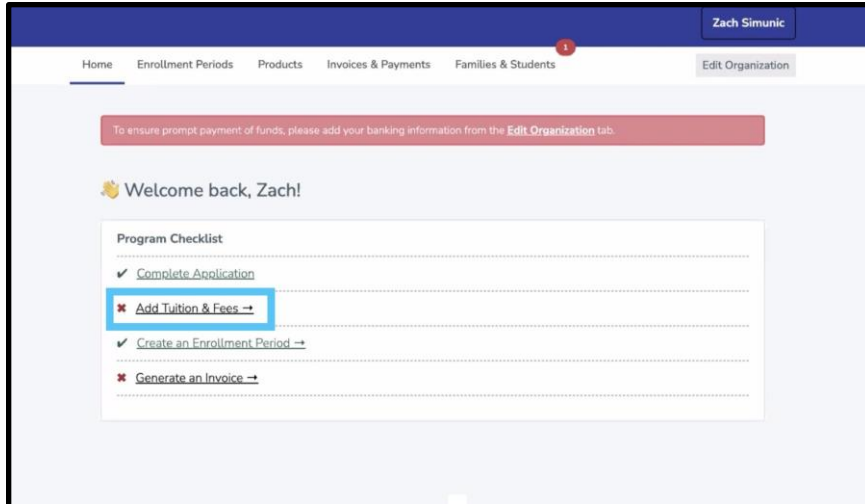 Zach Simunic
1
Home Enrollment Periods Products Invoices & Payments Families & Students Edit Organization
To ensure prompt payment of funds, please add your banking information from the Edit Organization tab.
👋 Welcome back, Zach!
Program Checklist
✔ Complete Application
✖ Add Tuition & Fees →
✔ Create an Enrollment Period →
✖ Generate an Invoice →